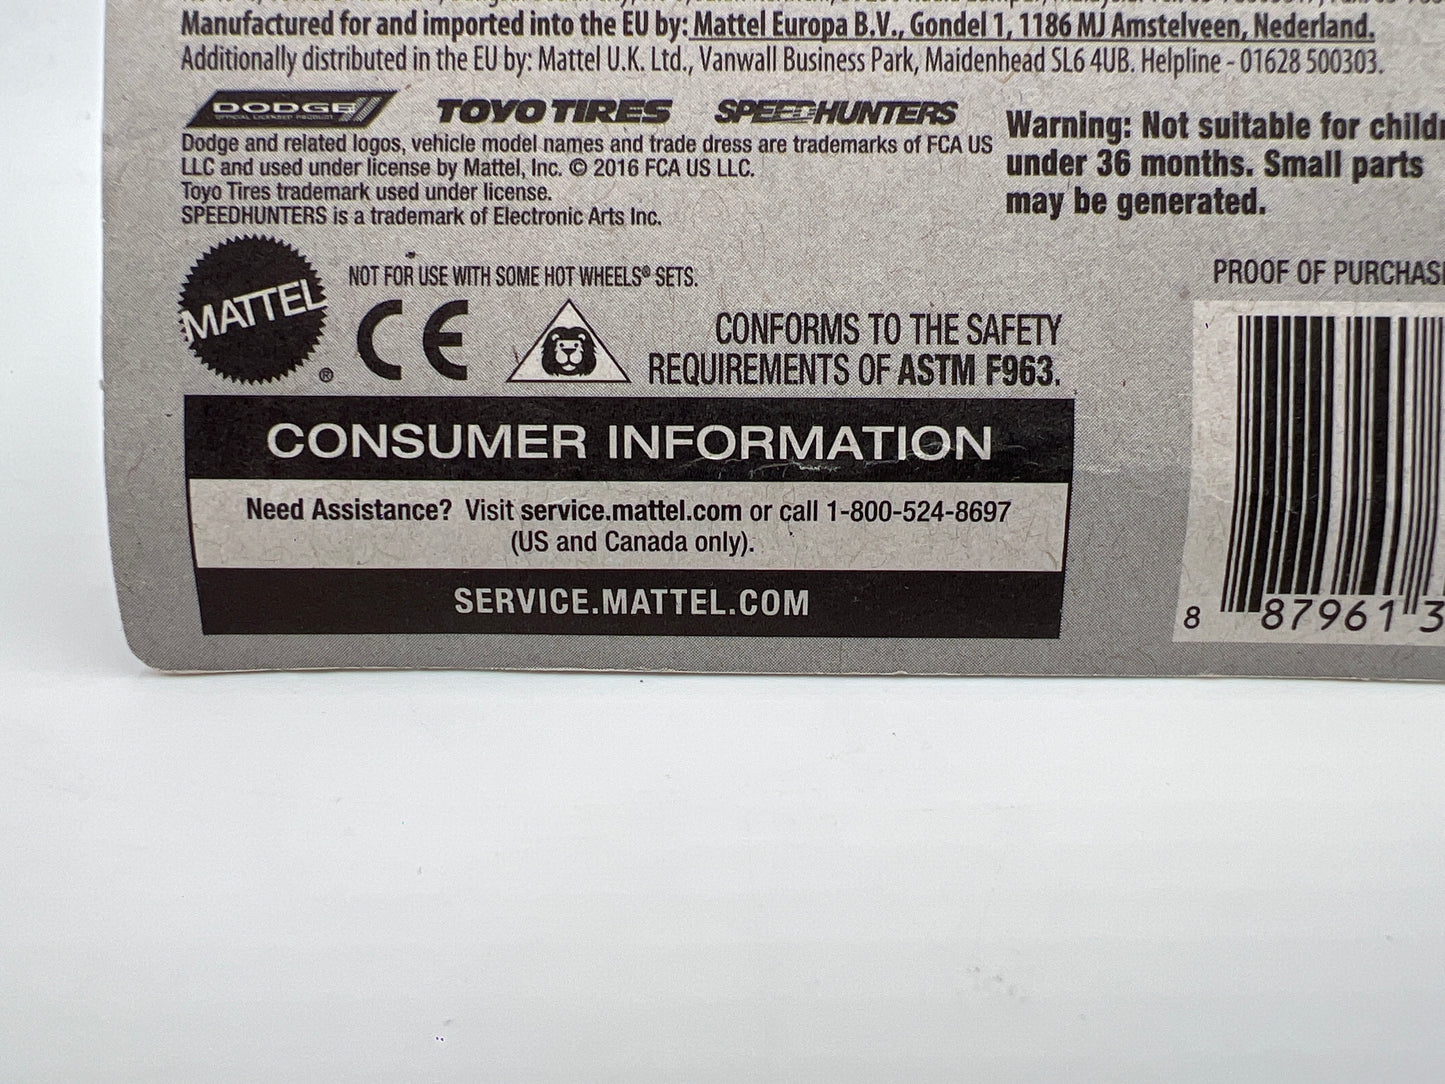 Manufactured for and imported into the EU by: Mattel Europa B.V., Gondel 1, 1186 MJ Amstelveen, Nederland.
Additionally distributed in the EU by: Mattel U.K. Ltd., Vanwall Business Park, Maidenhead SL6 4UB. Helpline - 01628 500303.
DODGE
OFFICIAL LICENSED PRODUCT
TOYO TIRES
SPEEDHUNTERS
Dodge and related logos, vehicle model names and trade dress are trademarks of FCA US
LLC and used under license by Mattel, Inc. © 2016 FCA US LLC.
Toyo Tires trademark used under license.
SPEEDHUNTERS is a trademark of Electronic Arts Inc.
Warning: Not suitable for childr
under 36 months. Small parts
may be generated.
MATTEL
®
NOT FOR USE WITH SOME HOT WHEELS® SETS.
CE
CONFORMS TO THE SAFETY
REQUIREMENTS OF ASTM F963.
PROOF OF PURCHAS
CONSUMER INFORMATION
Need Assistance? Visit service.mattel.com or call 1-800-524-8697
(US and Canada only).
SERVICE.MATTEL.COM
8 87961 3